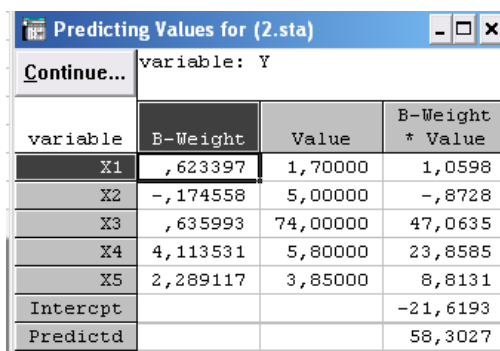 Predicting Values for (2.sta)
Continue... variable: Y
B-Weight
variable B-Weight Value * Value
X1 ,623397 1,70000 1,0598
X2 -,174558 5,00000 -,8728
X3 ,635993 74,00000 47,0635
X4 4,113531 5,80000 23,8585
X5 2,289117 3,85000 8,8131
Intercpt -21,6193
Predictd 58,3027